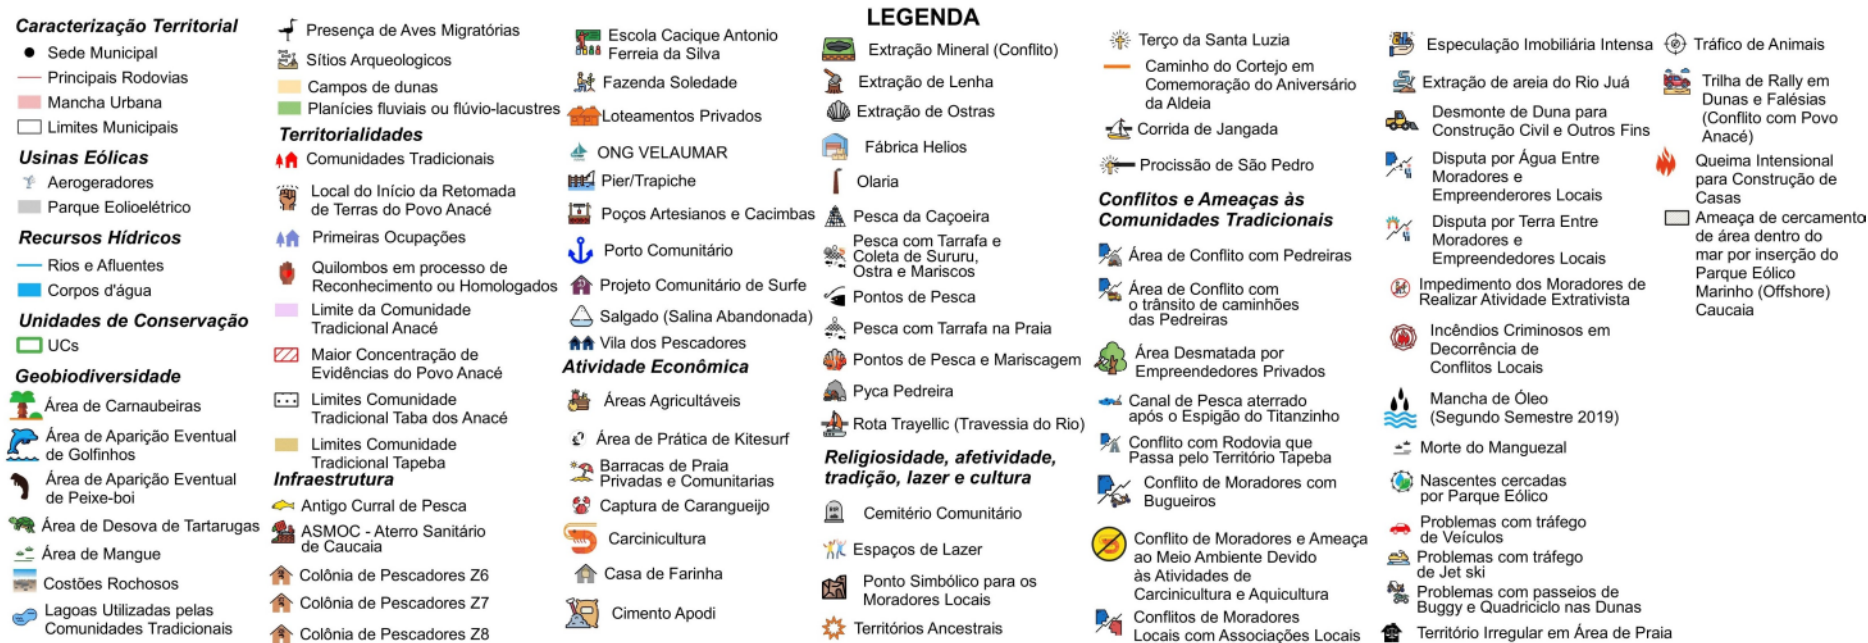 LEGENDA
Caracterização Territorial
Sede Municipal
Principais Rodovias
Mancha Urbana
Limites Municipais
Usinas Eólicas
Aerogeradores
Parque Eolioelétrico
Recursos Hídricos
Rios e Afluentes
Corpos d'água
Unidades de Conservação
UCs
Geobiodiversidade
Área de Carnaubeiras
Área de Aparição Eventual
de Golfinhos
Área de Aparição Eventual
de Peixe-boi
Área de Desova de Tartarugas
Área de Mangue
Costões Rochosos
Lagoas Utilizadas pelas
Comunidades Tradicionais
Presença de Aves Migratórias
Sítios Arqueologicos
Campos de dunas
Planícies fluviais ou flúvio-lacustres
Territorialidades
Comunidades Tradicionais
Local do Início da Retomada
de Terras do Povo Anacé
Primeiras Ocupações
Quilombos em processo de
Reconhecimento ou Homologados
Limite da Comunidade
Tradicional Anacé
Maior Concentração de
Evidências do Povo Anacé
Limites Comunidade
Tradicional Taba dos Anacé
Limites Comunidade
Tradicional Tapeba
Infraestrutura
Antigo Curral de Pesca
ASMOC - Aterro Sanitário
de Caucaia
Colônia de Pescadores Z6
Colônia de Pescadores Z7
Colônia de Pescadores Z8
Escola Cacique Antonio
Ferreia da Silva
Fazenda Soledade
Loteamentos Privados
ONG VELAUMAR
Pier/Trapiche
Poços Artesianos e Cacimbas
Porto Comunitário
Projeto Comunitário de Surfe
Salgado (Salina Abandonada)
Vila dos Pescadores
Atividade Econômica
Áreas Agricultáveis
Área de Prática de Kitesurf
Barracas de Praia
Privadas e Comunitarias
Captura de Carangueijo
Carcinicultura
Casa de Farinha
Cimento Apodi
Extração Mineral (Conflito)
Extração de Lenha
Extração de Ostras
Fábrica Helios
Olaria
Pesca da Caçoeira
Pesca com Tarrafa e
Coleta de Sururu,
Ostra e Mariscos
Pontos de Pesca
Pesca com Tarrafa na Praia
Pontos de Pesca e Mariscagem
Pyca Pedreira
Rota Trayellic (Travessia do Rio)
Religiosidade, afetividade,
tradição, lazer e cultura
Cemitério Comunitário
Espaços de Lazer
Ponto Simbólico para os
Moradores Locais
Territórios Ancestrais
Terço da Santa Luzia
Caminho do Cortejo em
Comemoração do Aniversário
da Aldeia
Corrida de Jangada
Procissão de São Pedro
Conflitos e Ameaças às
Comunidades Tradicionais
Área de Conflito com Pedreiras
Área de Conflito com
o trânsito de caminhões
das Pedreiras
Área Desmatada por
Empreendedores Privados
Canal de Pesca aterrado
após o Espigão do Titanzinho
Conflito com Rodovia que
Passa pelo Território Tapeba
Conflito de Moradores com
Bugueiros
Conflito de Moradores e Ameaça
ao Meio Ambiente Devido
às Atividades de
Carcinicultura e Aquicultura
Conflitos de Moradores
Locais com Associações Locais
Especulação Imobiliária Intensa
Extração de areia do Rio Juá
Desmonte de Duna para
Construção Civil e Outros Fins
Disputa por Água Entre
Moradores e
Empreenderores Locais
Disputa por Terra Entre
Moradores e
Empreendedores Locais
Impedimento dos Moradores de
Realizar Atividade Extrativista
Incêndios Criminosos em
Decorrência de
Conflitos Locais
Mancha de Óleo
(Segundo Semestre 2019)
Morte do Manguezal
Nascentes cercadas
por Parque Eólico
Problemas com tráfego
de Veículos
Problemas com tráfego
de Jet ski
Problemas com passeios de
Buggy e Quadriciclo nas Dunas
Território Irregular em Área de Praia
Tráfico de Animais
Trilha de Rally em
Dunas e Falésias
(Conflito com Povo
Anacé)
Queima Intensional
para Construção de
Casas
Ameaça de cercamento
de área dentro do
mar por inserção do
Parque Eólico
Marinho (Offshore)
Caucaia